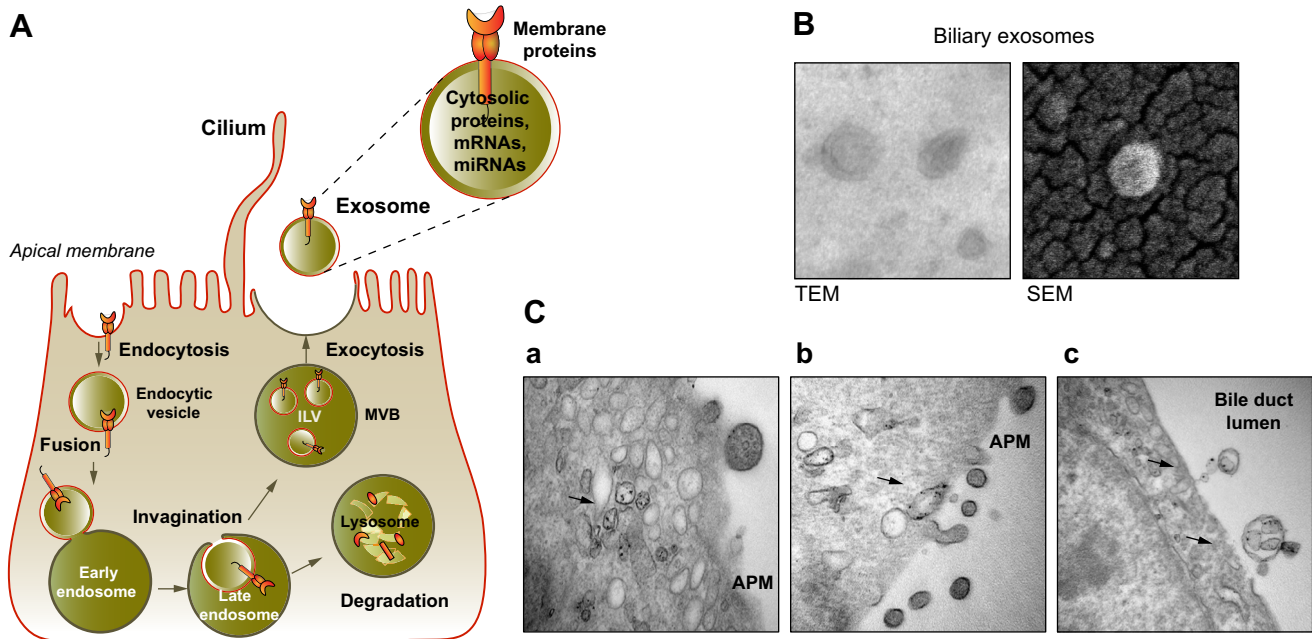 A
Membrane
proteins
Cytosolic
proteins,
mRNAs,
miRNAs
Cilium
Exosome
Apical membrane
Endocytosis
Exocytosis
Endocytic
vesicle
ILV
MVB
Fusion
Invagination
Lysosome
Early
endosome
Late
endosome
Degradation
B
Biliary exosomes
TEM
SEM
C
a
APM
b
APM
c
Bile duct
lumen